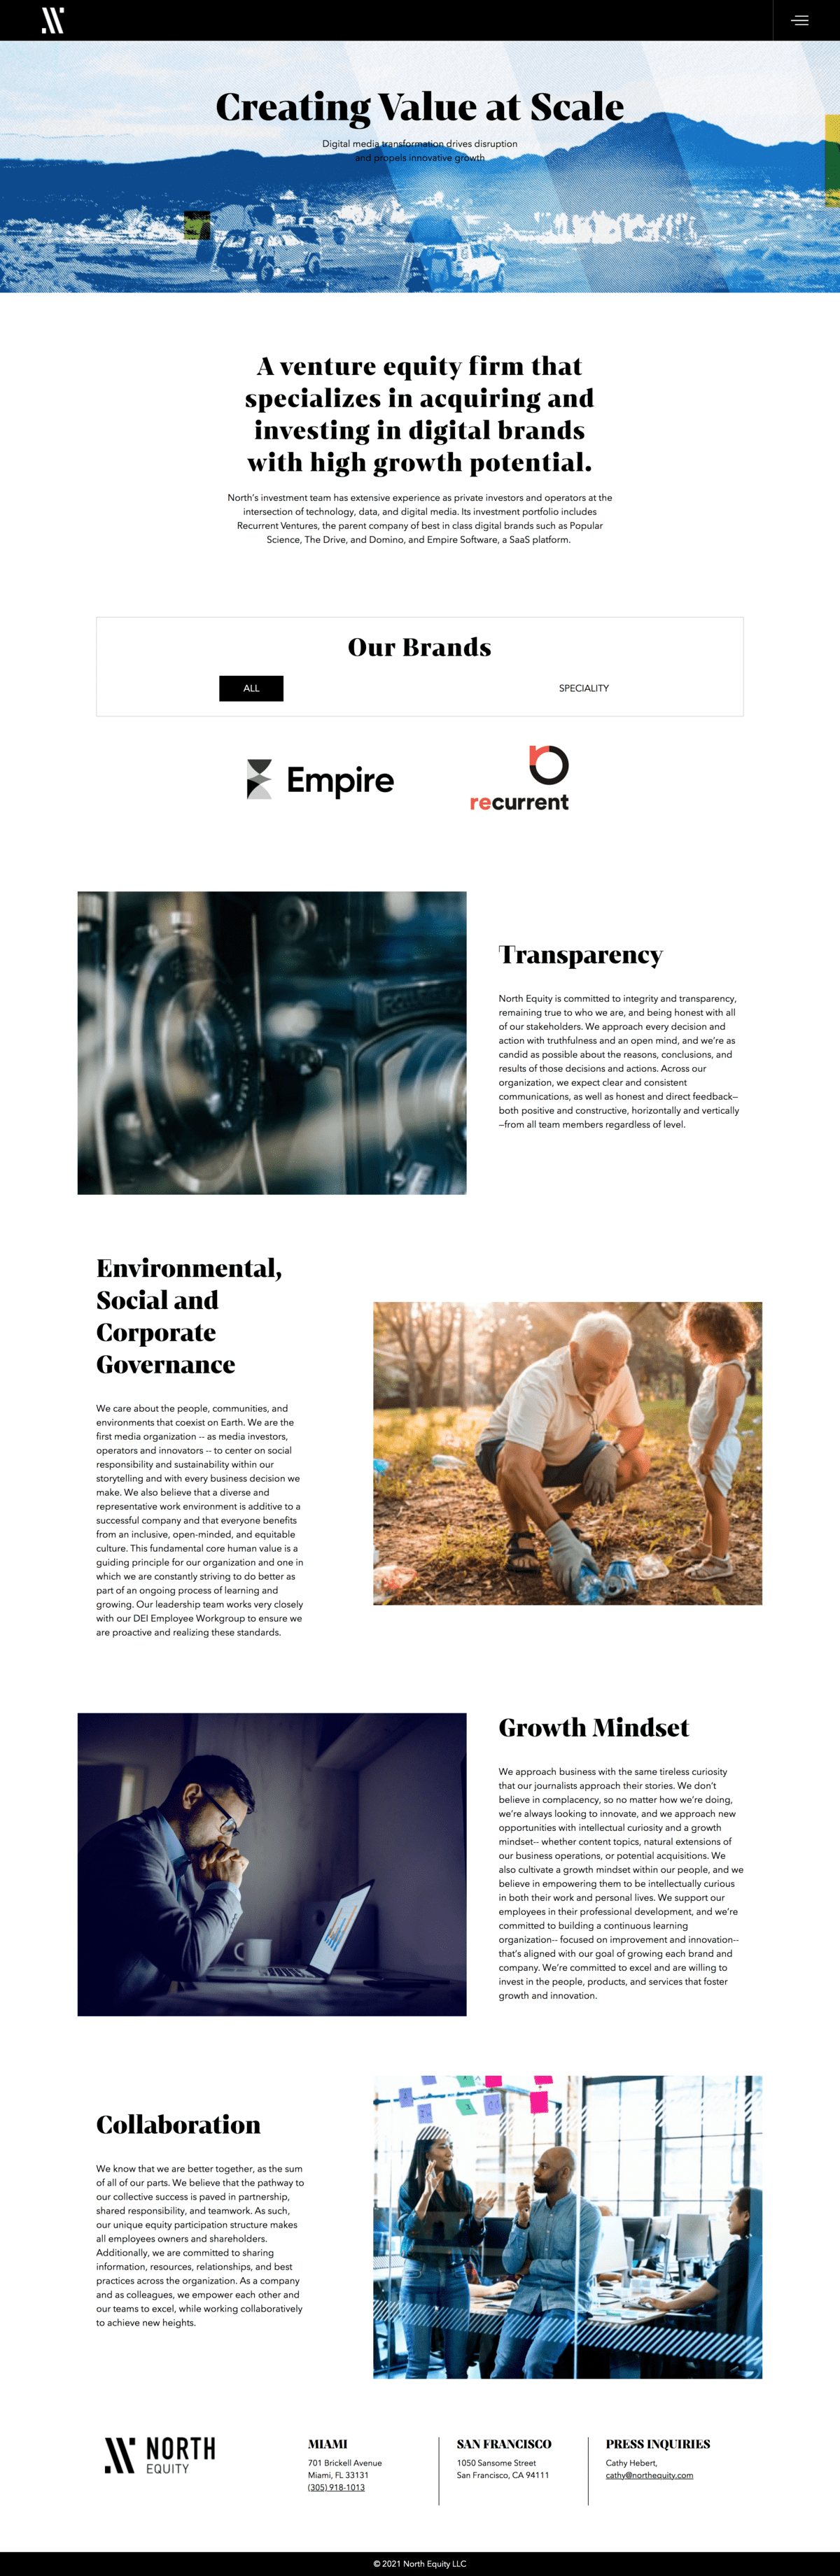 Creating Value at Scale
Digital media transformation drives disruption
and propels innovative growth
A venture equity firm that
specializes in acquiring and
investing in digital brands
with high growth potential.
North's investment team has extensive experience as private investors and operators at the
intersection of technology, data, and digital media. Its investment portfolio includes
Recurrent Ventures, the parent company of best in class digital brands such as Popular
Science, The Drive, and Domino, and Empire Software, a SaaS platform.
Our Brands
ALL
SPECIALITY
Empire
recurrent
Transparency
North Equity is committed to integrity and transparency,
remaining true to who we are, and being honest with all
of our stakeholders. We approach every decision and
action with truthfulness and an open mind, and we're as
candid as possible about the reasons, conclusions, and
results of those decisions and actions. Across our
organization, we expect clear and consistent
communications, as well as honest and direct feedback—
both positive and constructive, horizontally and vertically
—from all team members regardless of level.
Environmental,
Social and
Corporate
Governance
We care about the people, communities, and
environments that coexist on Earth. We are the
first media organization -- as media investors,
operators and innovators -- to center on social
responsibility and sustainability within our
storytelling and with every business decision we
make. We also believe that a diverse and
representative work environment is additive to a
successful company and that everyone benefits
from an inclusive, open-minded, and equitable
culture. This fundamental core human value is a
guiding principle for our organization and one in
which we are constantly striving to do better as
part of an ongoing process of learning and
growing. Our leadership team works very closely
with our DEI Employee Workgroup to ensure we
are proactive and realizing these standards.
Growth Mindset
We approach business with the same tireless curiosity
that our journalists approach their stories. We don't
believe in complacency, so no matter how we're doing,
we're always looking to innovate, and we approach new
opportunities with intellectual curiosity and a growth
mindset-- whether content topics, natural extensions of
our business operations, or potential acquisitions. We
also cultivate a growth mindset within our people, and we
believe in empowering them to be intellectually curious
in both their work and personal lives. We support our
employees in their professional development, and we're
committed to building a continuous learning
organization-- focused on improvement and innovation--
that's aligned with our goal of growing each brand and
company. We're committed to excel and are willing to
invest in the people, products, and services that foster
growth and innovation.
Collaboration
We know that we are better together, as the sum
of all of our parts. We believe that the pathway to
our collective success is paved in partnership,
shared responsibility, and teamwork. As such,
our unique equity participation structure makes
all employees owners and shareholders.
Additionally, we are committed to sharing
information, resources, relationships, and best
practices across the organization. As a company
and as colleagues, we empower each other and
our teams to excel, while working collaboratively
to achieve new heights.
NORTH
EQUITY
MIAMI
701 Brickell Avenue
Miami, FL 33131
(305) 918-1013
SAN FRANCISCO
1050 Sansome Street
San Francisco, CA 94111
PRESS INQUIRIES
Cathy Hebert,
cathy@northequity.com
© 2021 North Equity LLC